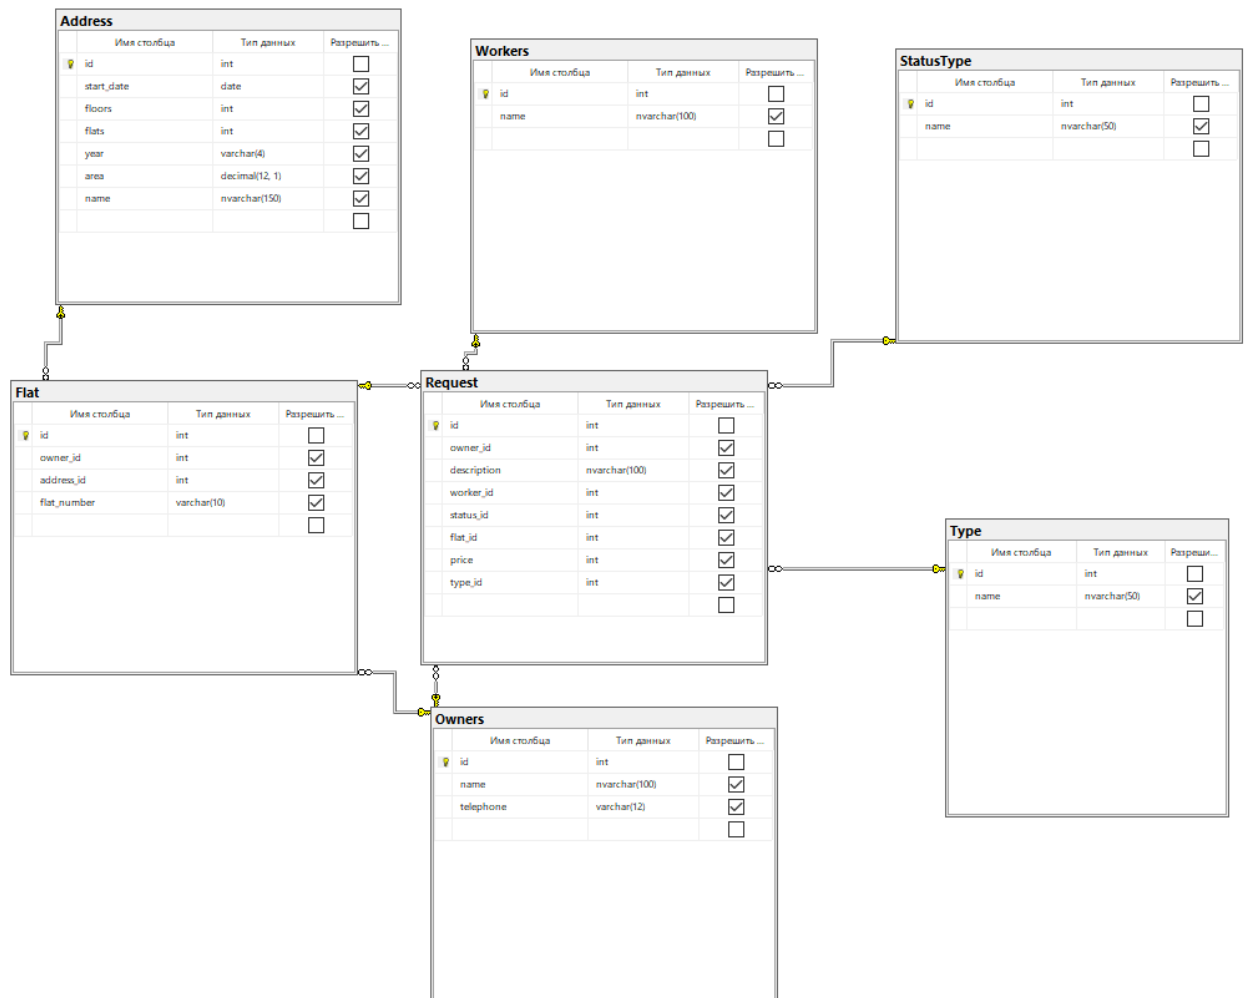 Address
Имя столбца Тип данных Разрешить ...
id int
start_date date
floors int
flats int
year varchar(4)
area decimal(12, 1)
name nvarchar(150)
Workers
Имя столбца Тип данных Разрешить ...
id int
name nvarchar(100)
StatusType
Имя столбца Тип данных Разрешить ...
id int
name nvarchar(50)
Flat
Имя столбца Тип данных Разрешить ...
id int
owner_id int
address_id int
flat_number varchar(10)
Request
Имя столбца Тип данных Разрешить ...
id int
owner_id int
description nvarchar(100)
worker_id int
status_id int
flat_id int
price int
type_id int
Type
Имя столбца Тип данных Разреши...
id int
name nvarchar(50)
Owners
Имя столбца Тип данных Разрешить ...
id int
name nvarchar(100)
telephone varchar(12)